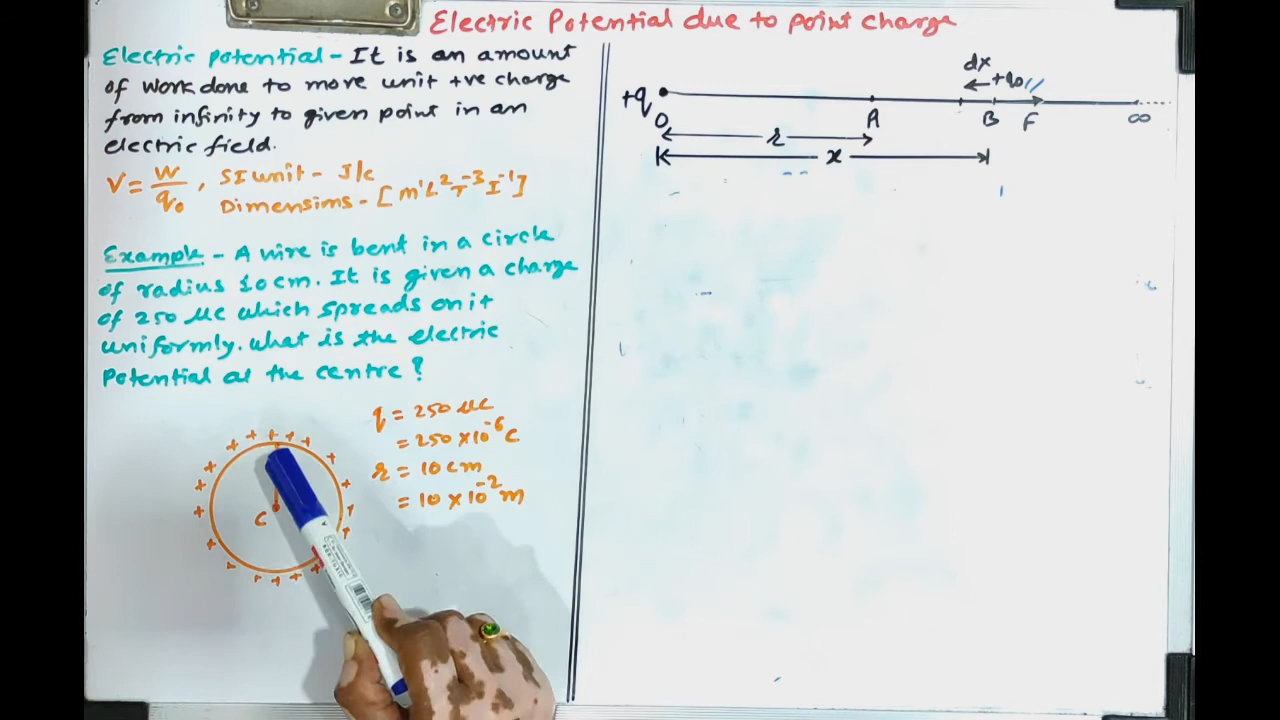 Electric Potential due to point charge
Electric potential - It is an amount
of work done to move unit +ve charge
from infinity to given point in an
electric field.
V = W/q₀ , SI unit - J/c
Dimensims - [M¹L²T⁻³I⁻¹]
Example - A wire is bent in a circle
of radius 10cm. It is given a charge
of 250 μc which spreads on it
uniformly. what is the electric
Potential at the centre?
q = 250 μc
= 250 × 10⁻⁶ C
r = 10 cm
= 10 × 10⁻² m
C
dx
+q₀
+q O A B F ∞
r
x